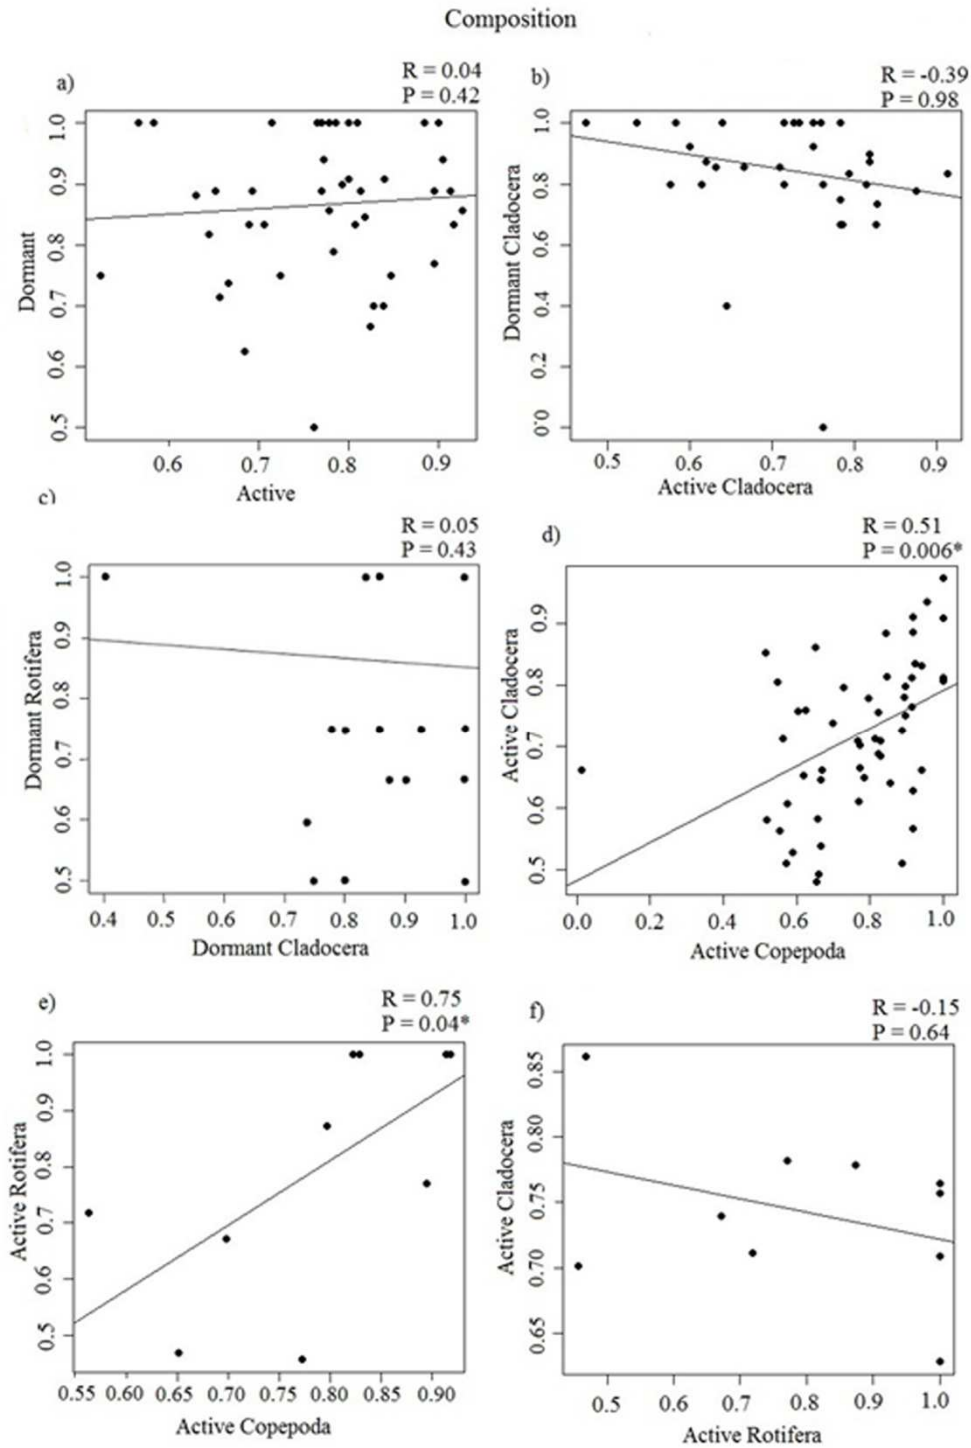 Composition
a)
R = 0.04
P = 0.42
Dormant
1.0
0.9
0.8
0.7
0.6
0.5
0.6 0.7 0.8 0.9
Active
b)
R = -0.39
P = 0.98
Dormant Cladocera
1.0
0.8
0.6
0.4
0.2
0.0
0.5 0.6 0.7 0.8 0.9
Active Cladocera
c)
R = 0.05
P = 0.43
Dormant Rotifera
1.0
0.9
0.8
0.7
0.6
0.5
0.4 0.5 0.6 0.7 0.8 0.9 1.0
Dormant Cladocera
d)
R = 0.51
P = 0.006*
Active Cladocera
0.9
0.8
0.7
0.6
0.5
0.0 0.2 0.4 0.6 0.8 1.0
Active Copepoda
e)
R = 0.75
P = 0.04*
Active Rotifera
1.0
0.9
0.8
0.7
0.6
0.5
0.55 0.60 0.65 0.70 0.75 0.80 0.85 0.90
Active Copepoda
f)
R = -0.15
P = 0.64
Active Cladocera
0.85
0.80
0.75
0.70
0.65
0.5 0.6 0.7 0.8 0.9 1.0
Active Rotifera